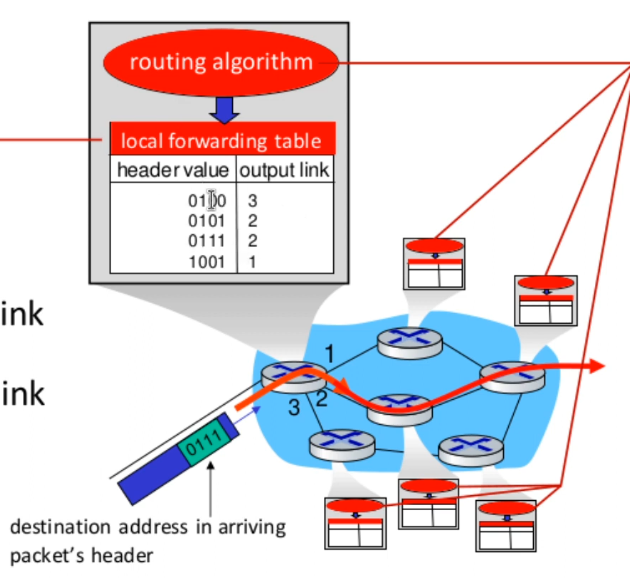 routing algorithm
local forwarding table
header value output link
0100 3
0101 2
0111 2
1001 1
ink
ink
1
2
3
0111
destination address in arriving
packet's header